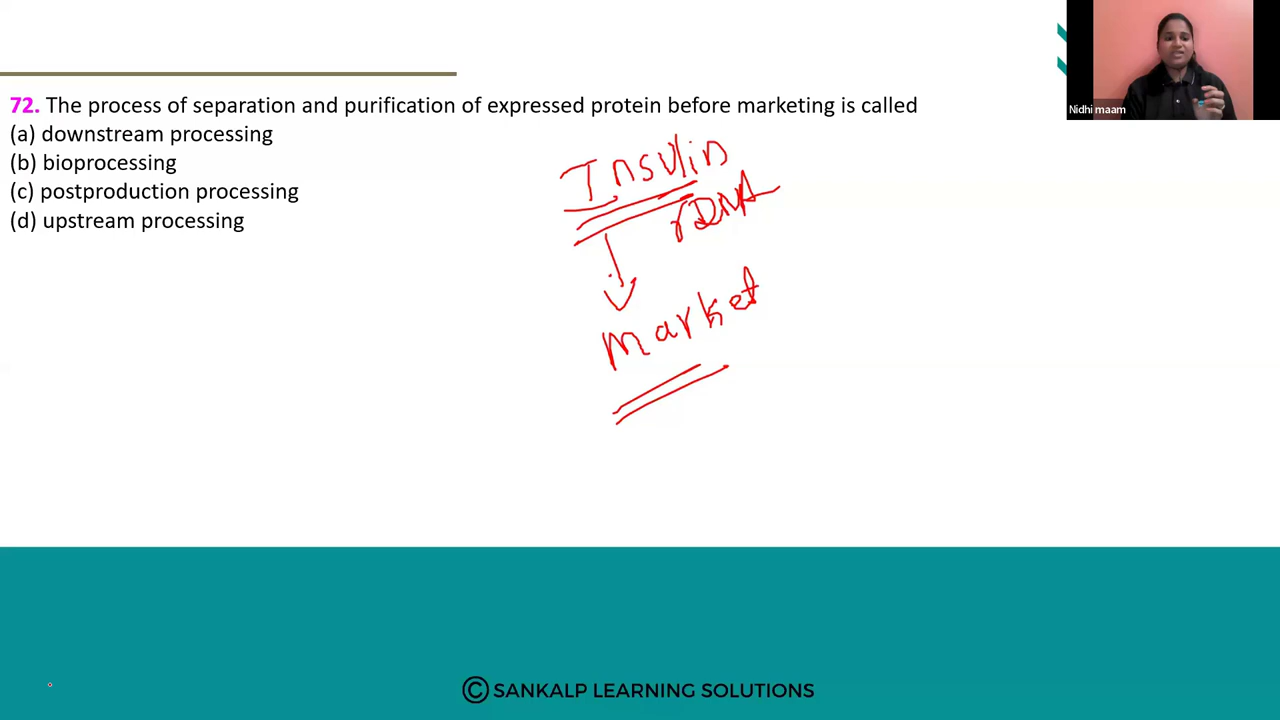 72. The process of separation and purification of expressed protein before marketing is called
(a) downstream processing
(b) bioprocessing
(c) postproduction processing
(d) upstream processing
Insulin
rDNA
market
Nidhi maam
© SANKALP LEARNING SOLUTIONS